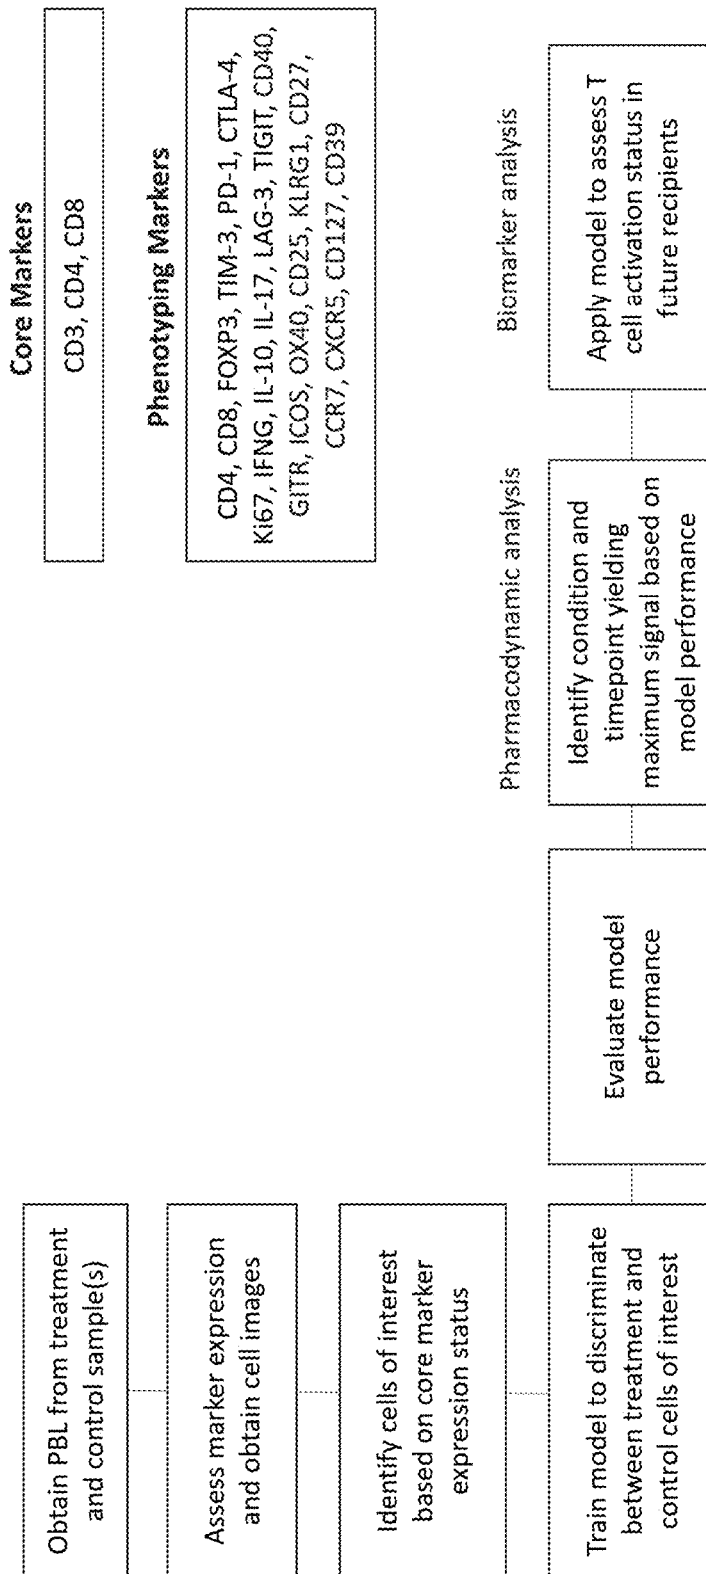 Obtain PBL from treatment
and control sample(s)
Assess marker expression
and obtain cell images
Identify cells of interest
based on core marker
expression status
Train model to discriminate
between treatment and
control cells of interest
Evaluate model
performance
Pharmacodynamic analysis
Identify condition and
timepoint yielding
maximum signal based on
model performance
Biomarker analysis
Apply model to assess T
cell activation status in
future recipients
Core Markers
CD3, CD4, CD8
Phenotyping Markers
CD4, CD8, FOXP3, TIM-3, PD-1, CTLA-4,
Ki67, IFNG, IL-10, IL-17, LAG-3, TIGIT, CD40,
GITR, ICOS, OX40, CD25, KLRG1, CD27,
CCR7, CXCR5, CD127, CD39